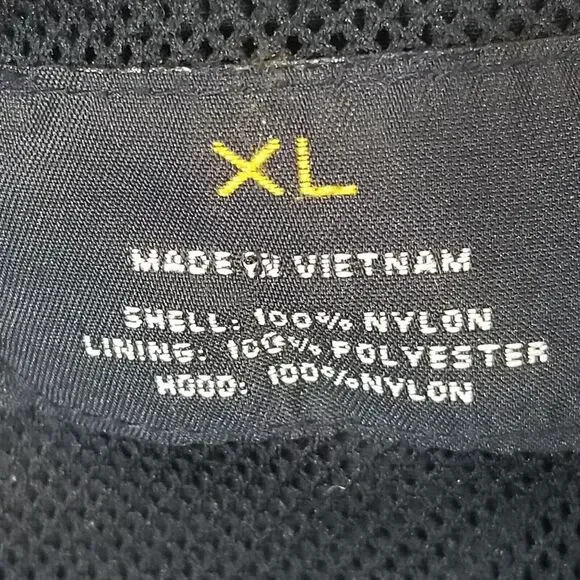 XL
MADE IN VIETNAM
SHELL: 100% NYLON
LINING: 100% POLYESTER
HOOD: 100% NYLON